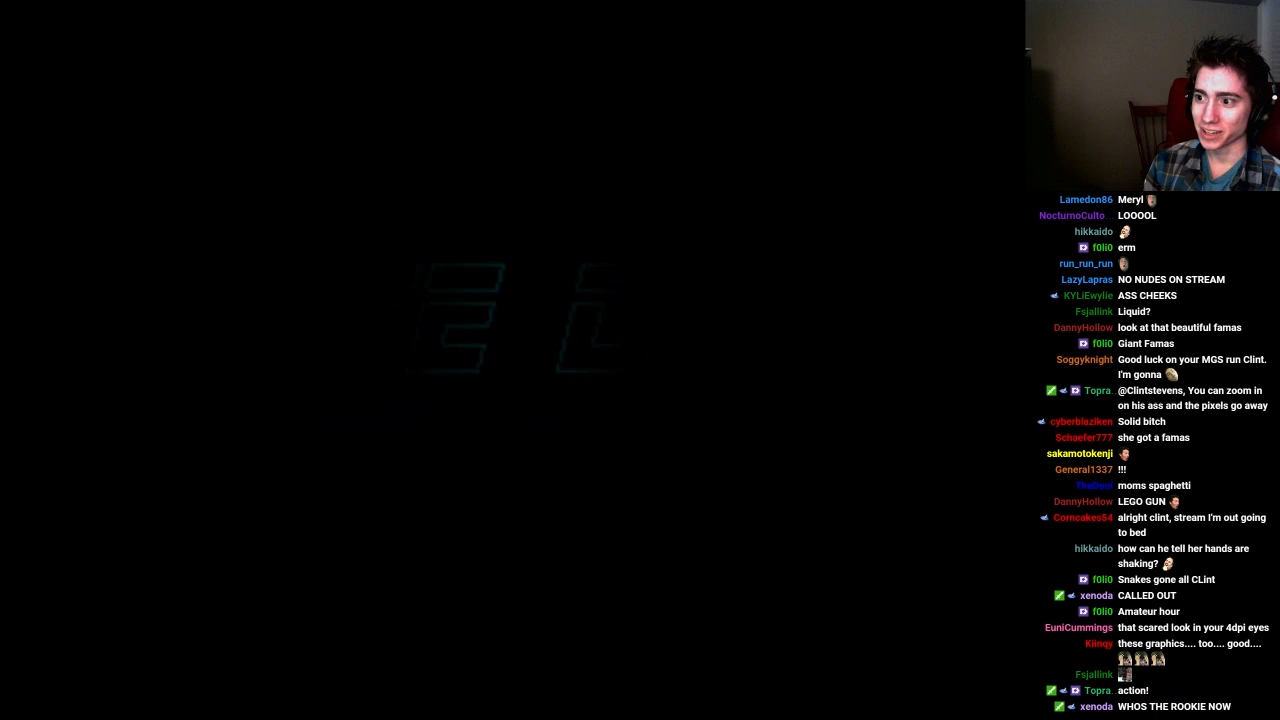 E L
Lamedon86 Meryl
NocturnoCulto... LOOOOL
hikkaido
f0li0 erm
run_run_run
LazyLapras NO NUDES ON STREAM
KYLiEwylie ASS CHEEKS
Fsjallink Liquid?
DannyHollow look at that beautiful famas
f0li0 Giant Famas
Soggyknight Good luck on your MGS run Clint.
I'm gonna
Topra... @Clintstevens, You can zoom in
on his ass and the pixels go away
cyberblaziken Solid bitch
Schaefer777 she got a famas
sakamotokenji
General1337 !!!
moms spaghetti
DannyHollow LEGO GUN
Corncakes54 alright clint, stream I'm out going
to bed
hikkaido how can he tell her hands are
shaking?
f0li0 Snakes gone all CLint
xenoda CALLED OUT
f0li0 Amateur hour
EuniCummings that scared look in your 4dpi eyes
Kiinqy these graphics.... too.... good....
Fsjallink
Topra... action!
xenoda WHOS THE ROOKIE NOW